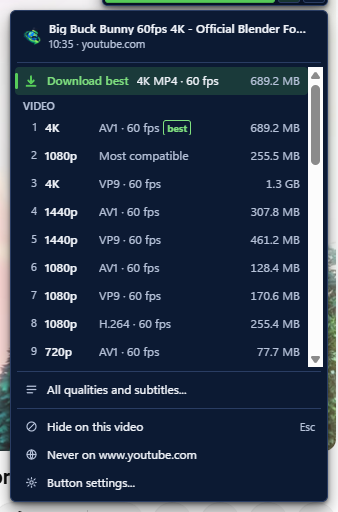 Big Buck Bunny 60fps 4K - Official Blender Fo...
10:35 · youtube.com
Download best 4K MP4 · 60 fps 689.2 MB
VIDEO
1 4K AV1 · 60 fps best 689.2 MB
2 1080p Most compatible 255.5 MB
3 4K VP9 · 60 fps 1.3 GB
4 1440p AV1 · 60 fps 307.8 MB
5 1440p VP9 · 60 fps 461.2 MB
6 1080p AV1 · 60 fps 128.4 MB
7 1080p VP9 · 60 fps 170.6 MB
8 1080p H.264 · 60 fps 255.4 MB
9 720p AV1 · 60 fps 77.7 MB
All qualities and subtitles...
Hide on this video Esc
Never on www.youtube.com
Button settings...